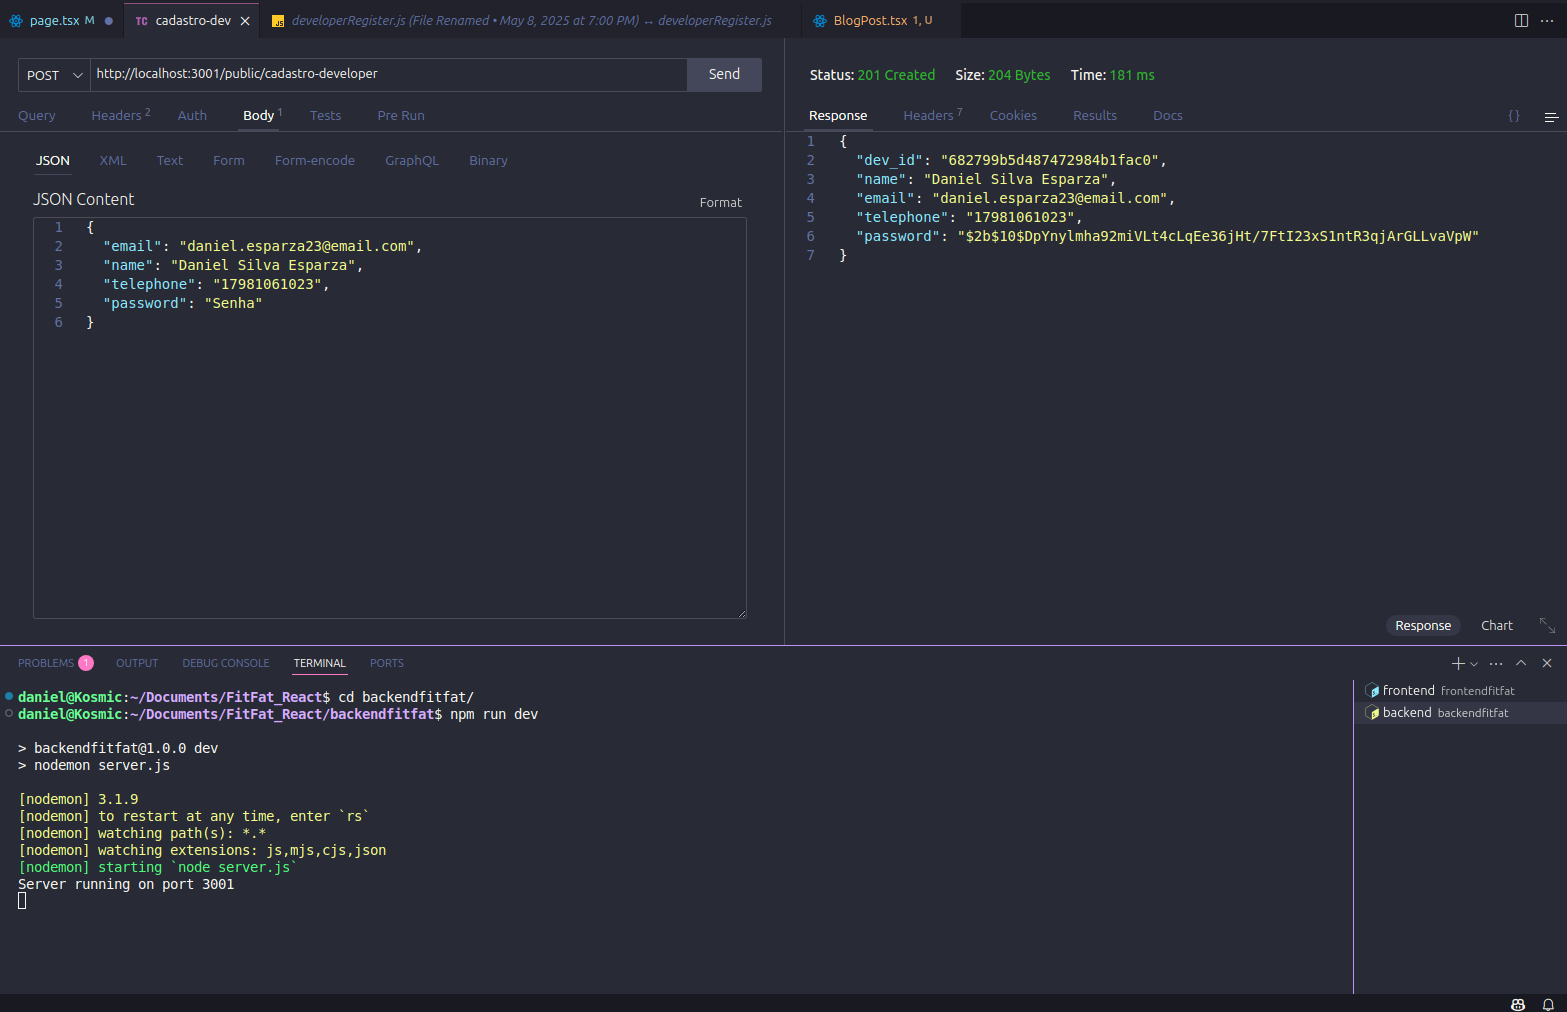 page.tsx M
TC cadastro-dev
JS developerRegister.js (File Renamed • May 8, 2025 at 7:00 PM) ↔ developerRegister.js
BlogPost.tsx 1, U
POST http://localhost:3001/public/cadastro-developer Send
Query Headers 2 Auth Body 1 Tests Pre Run
JSON XML Text Form Form-encode GraphQL Binary
JSON Content
Format
1 {
2 "email": "daniel.esparza23@email.com",
3 "name": "Daniel Silva Esparza",
4 "telephone": "17981061023",
5 "password": "Senha"
6 }
Status: 201 Created Size: 204 Bytes Time: 181 ms
Response Headers 7 Cookies Results Docs {}
1 {
2 "dev_id": "682799b5d487472984b1fac0",
3 "name": "Daniel Silva Esparza",
4 "email": "daniel.esparza23@email.com",
5 "telephone": "17981061023",
6 "password": "$2b$10$DpYnylmha92miVLt4cLqEe36jHt/7FtI23xS1ntR3qjArGLLvaVpW"
7 }
Response Chart
PROBLEMS 1 OUTPUT DEBUG CONSOLE TERMINAL PORTS
daniel@Kosmic:~/Documents/FitFat_React$ cd backendfitfat/
daniel@Kosmic:~/Documents/FitFat_React/backendfitfat$ npm run dev
> backendfitfat@1.0.0 dev
> nodemon server.js
[nodemon] 3.1.9
[nodemon] to restart at any time, enter `rs`
[nodemon] watching path(s): *.*
[nodemon] watching extensions: js,mjs,cjs,json
[nodemon] starting `node server.js`
Server running on port 3001
frontend frontendfitfat
backend backendfitfat